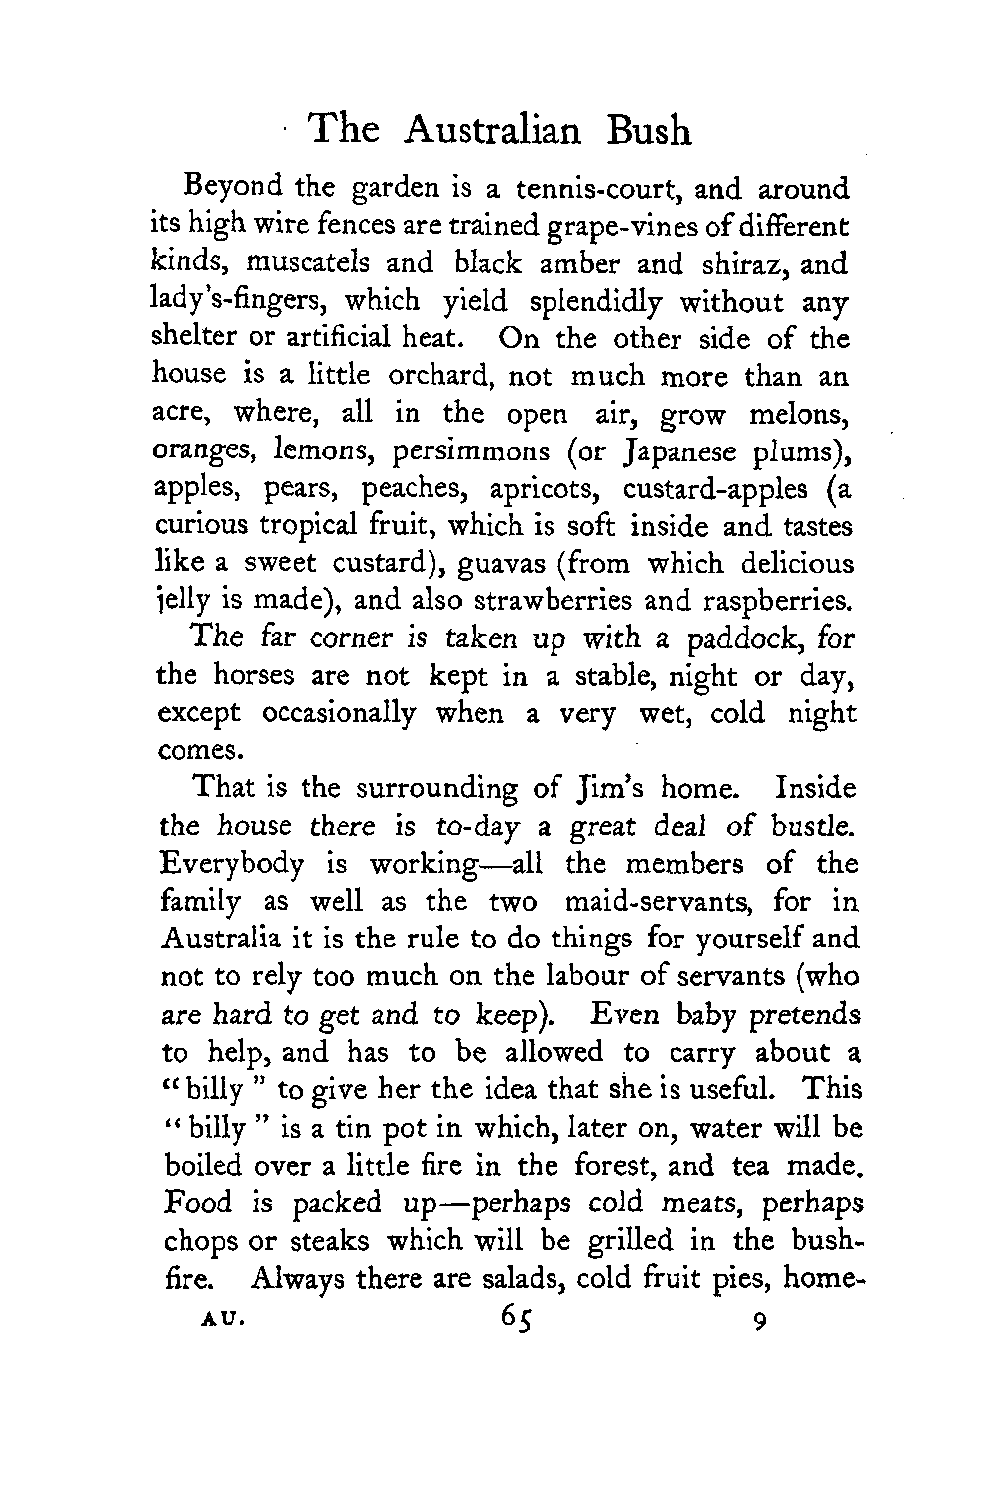 The Australian Bush
Beyond the garden is a tennis-court, and around
its high wire fences are trained grape-vines of different
kinds, muscatels and black amber and shiraz, and
lady's-fingers, which yield splendidly without any
shelter or artificial heat. On the other side of the
house is a little orchard, not much more than an
acre, where, all in the open air, grow melons,
oranges, lemons, persimmons (or Japanese plums),
apples, pears, peaches, apricots, custard-apples (a
curious tropical fruit, which is soft inside and tastes
like a sweet custard), guavas (from which delicious
jelly is made), and also strawberries and raspberries.
The far corner is taken up with a paddock, for
the horses are not kept in a stable, night or day,
except occasionally when a very wet, cold night
comes.
That is the surrounding of Jim's home. Inside
the house there is to-day a great deal of bustle.
Everybody is working—all the members of the
family as well as the two maid-servants, for in
Australia it is the rule to do things for yourself and
not to rely too much on the labour of servants (who
are hard to get and to keep). Even baby pretends
to help, and has to be allowed to carry about a
"billy" to give her the idea that she is useful. This
"billy" is a tin pot in which, later on, water will be
boiled over a little fire in the forest, and tea made.
Food is packed up—perhaps cold meats, perhaps
chops or steaks which will be grilled in the bush-
fire. Always there are salads, cold fruit pies, home-
AU. 65 9